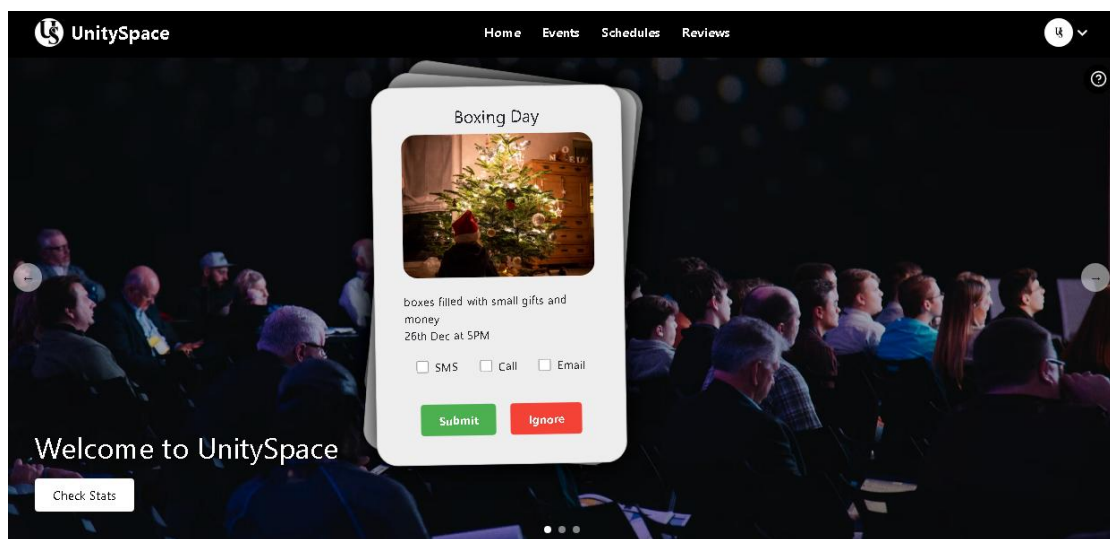 UnitySpace
Home Events Schedules Reviews
Boxing Day
boxes filled with small gifts and
money
26th Dec at 5PM
SMS Call Email
Submit Ignore
Welcome to UnitySpace
Check Stats